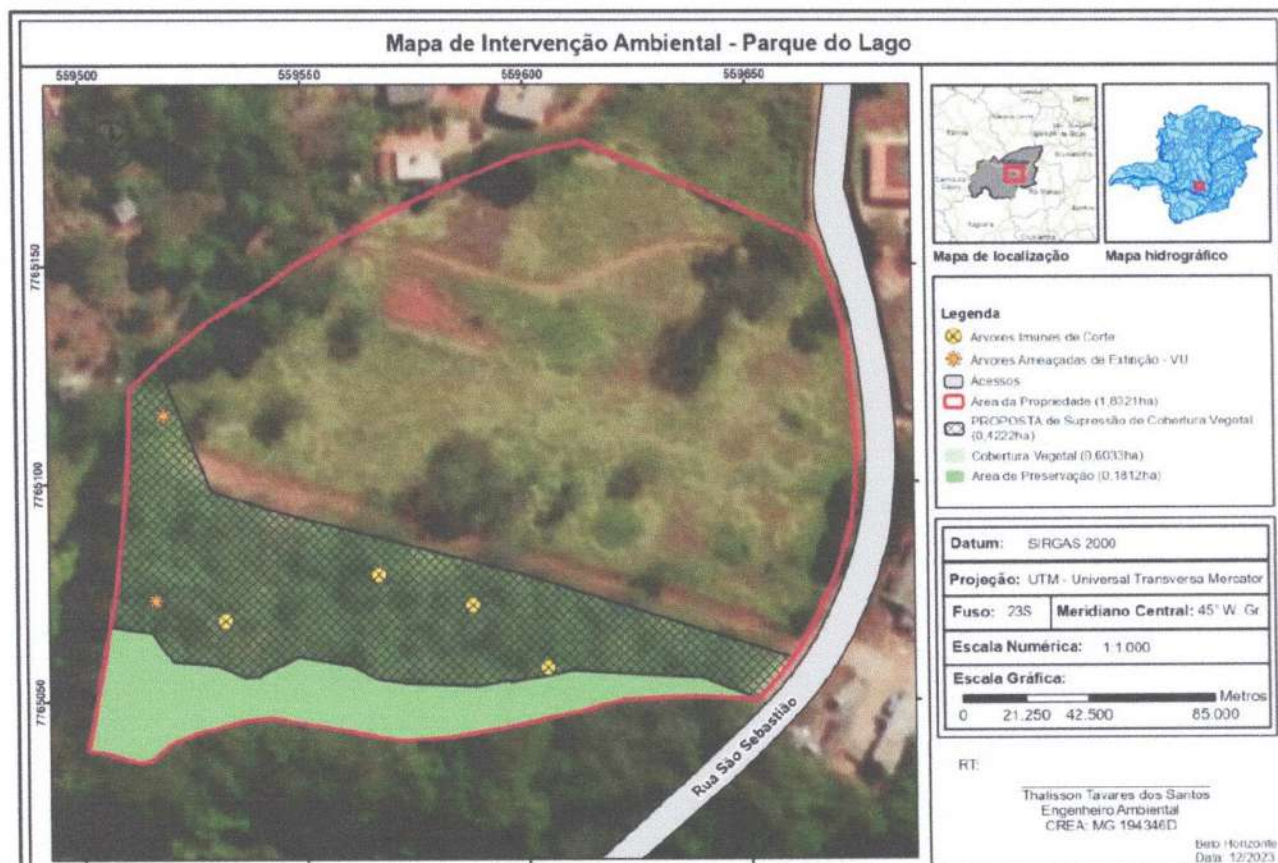 Mapa de Intervenção Ambiental - Parque do Lago
559500 559550 559600 559650
7765150
7765100
7765050
Rua São Sebastião
Mapa de localização
Mapa hidrográfico
Legenda
Arvores Imunes de Corte
Arvores Ameaçadas de Extinção - VU
Acessos
Area da Propriedade (1,8321ha)
PROPOSTA de Supressão de Cobertura Vegetal
(0,4222ha)
Cobertura Vegetal (0,6033ha)
Area de Preservação (0,1812ha)
Datum: SIRGAS 2000
Projeção: UTM - Universal Transversa Mercator
Fuso: 23S Meridiano Central: 45° W. Gr
Escala Numérica: 1:1.000
Escala Gráfica:
Metros
0 21.250 42.500 85.000
RT:
Thalisson Tavares dos Santos
Engenheiro Ambiental
CREA: MG 194346D
Belo Horizonte
Data: 12/2023